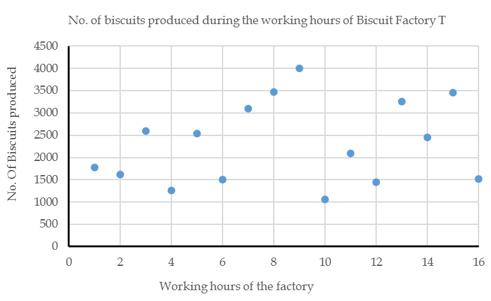 No. of biscuits produced during the working hours of Biscuit Factory T
4500
4000
3500
3000
2500
2000
1500
1000
500
0
No. Of Biscuits produced
0 2 4 6 8 10 12 14 16
Working hours of the factory